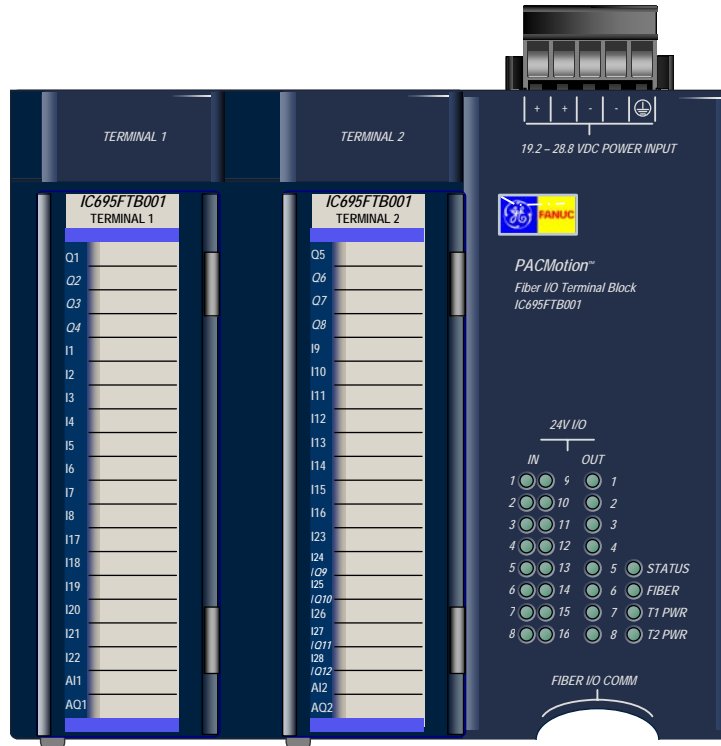 + + - -
19.2 – 28.8 VDC POWER INPUT
TERMINAL 1
TERMINAL 2
IC695FTB001
TERMINAL 1
Q1
Q2
Q3
Q4
I1
I2
I3
I4
I5
I6
I7
I8
I17
I18
I19
I20
I21
I22
AI1
AQ1
IC695FTB001
TERMINAL 2
Q5
Q6
Q7
Q8
I9
I10
I11
I12
I13
I14
I15
I16
I23
I24
IQ9
I25
IQ10
I26
I27
IQ11
I28
IQ12
AI2
AQ2
GE
FANUC
PACMotion™
Fiber I/O Terminal Block
IC695FTB001
24V I/O
IN OUT
1 9 1
2 10 2
3 11 3
4 12 4
5 13 5 STATUS
6 14 6 FIBER
7 15 7 T1 PWR
8 16 8 T2 PWR
FIBER I/O COMM